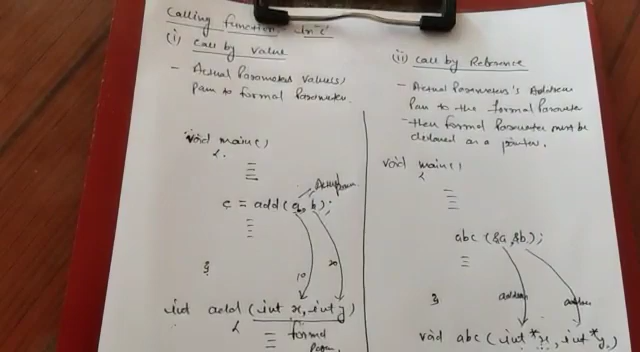 Calling function in 'C'
(i) Call by Value
- Actual Parameters values
Pass to formal Parameter.
void main()
{
c = add(a, b);
Actual
10
20
}
int add (int x, int y)
{
formal
Param.
(ii) Call by Reference
- Actual Parameters's Address
Pass to the formal Parameter
- then formal Parameter must be
declared as a pointer.
void main()
{
abc (&a, &b);
address
address
}
void abc (int *x, int *y)